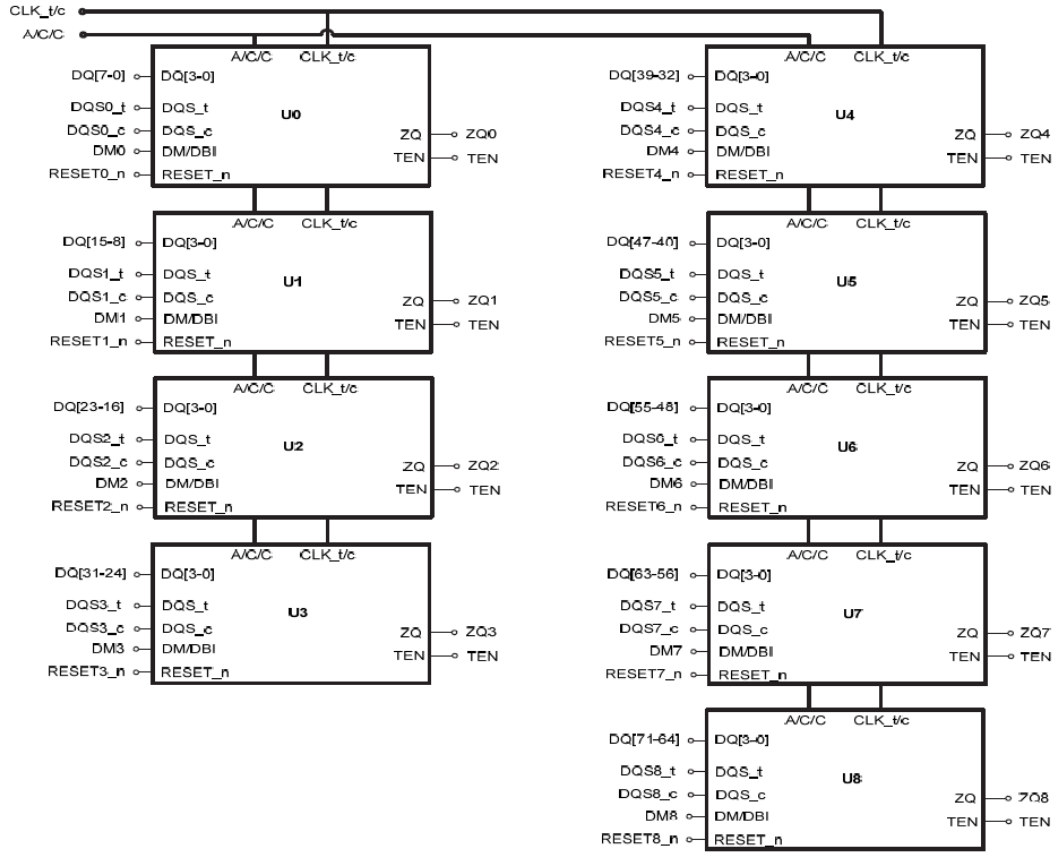 CLK_t/c
A/C/C
A/C/C CLK_t/c
DQ[7-0] DQ[3-0]
DQS0_t DQS_t
U0
DQS0_c DQS_c
ZQ ZQ0
DM0 DM/DBI
TEN TEN
RESET0_n RESET_n
A/C/C CLK_t/c
DQ[15-8] DQ[3-0]
DQS1_t DQS_t
U1
DQS1_c DQS_c
ZQ ZQ1
DM1 DM/DBI
TEN TEN
RESET1_n RESET_n
A/C/C CLK_t/c
DQ[23-16] DQ[3-0]
DQS2_t DQS_t
U2
DQS2_c DQS_c
ZQ ZQ2
DM2 DM/DBI
TEN TEN
RESET2_n RESET_n
A/C/C CLK_t/c
DQ[31-24] DQ[3-0]
DQS3_t DQS_t
U3
DQS3_c DQS_c
ZQ ZQ3
DM3 DM/DBI
TEN TEN
RESET3_n RESET_n
A/C/C CLK_t/c
DQ[39-32] DQ[3-0]
DQS4_t DQS_t
U4
DQS4_c DQS_c
ZQ ZQ4
DM4 DM/DBI
TEN TEN
RESET4_n RESET_n
A/C/C CLK_t/c
DQ[47-40] DQ[3-0]
DQS5_t DQS_t
U5
DQS5_c DQS_c
ZQ ZQ5
DM5 DM/DBI
TEN TEN
RESET5_n RESET_n
A/C/C CLK_t/c
DQ[55-48] DQ[3-0]
DQS6_t DQS_t
U6
DQS6_c DQS_c
ZQ ZQ6
DM6 DM/DBI
TEN TEN
RESET6_n RESET_n
A/C/C CLK_t/c
DQ[63-56] DQ[3-0]
DQS7_t DQS_t
U7
DQS7_c DQS_c
ZQ ZQ7
DM7 DM/DBI
TEN TEN
RESET7_n RESET_n
A/C/C CLK_t/c
DQ[71-64] DQ[3-0]
DQS8_t DQS_t
U8
DQS8_c DQS_c
ZQ ZQ8
DM8 DM/DBI
TEN TEN
RESET8_n RESET_n